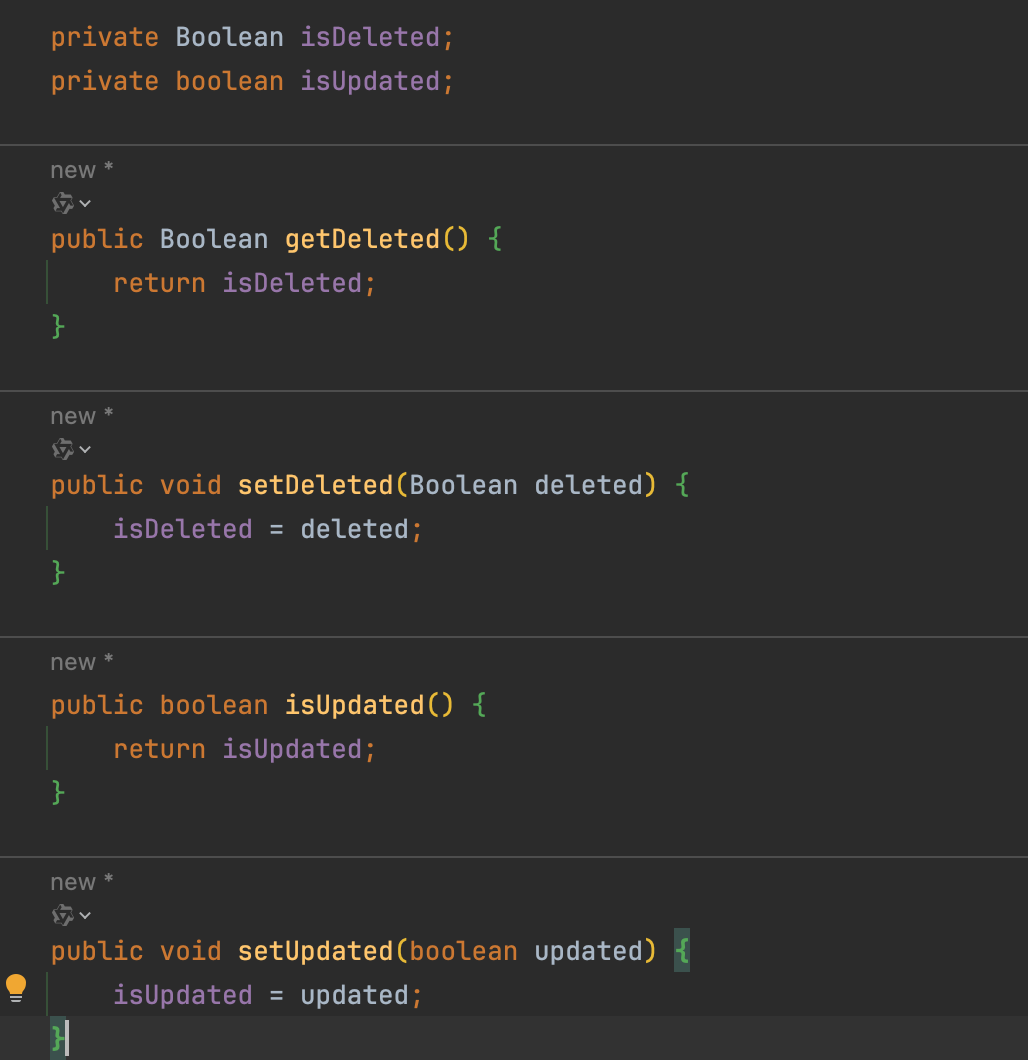 private Boolean isDeleted;
private boolean isUpdated;
new *
public Boolean getDeleted() {
return isDeleted;
}
new *
public void setDeleted(Boolean deleted) {
isDeleted = deleted;
}
new *
public boolean isUpdated() {
return isUpdated;
}
new *
public void setUpdated(boolean updated) {
isUpdated = updated;
}